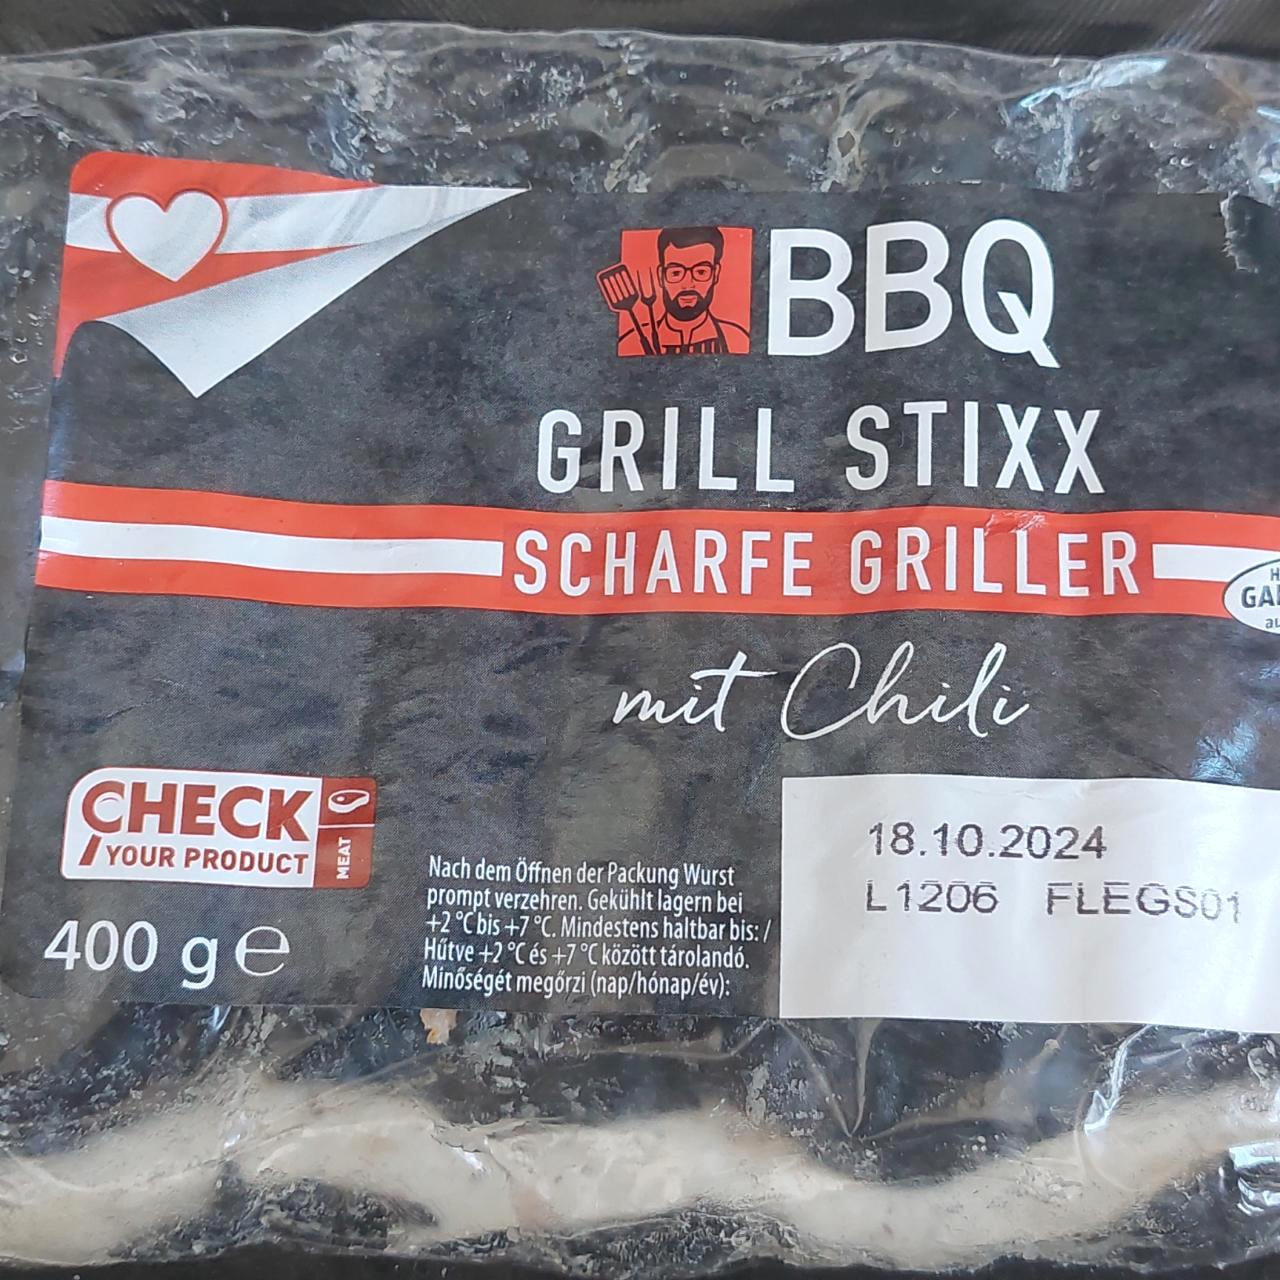 BBQ
GRILL STIXX
SCHARFE GRILLER
mit Chili
CHECK
YOUR PRODUCT
MEAT
400 g ℮
Nach dem Öffnen der Packung Wurst
prompt verzehren. Gekühlt lagern bei
+2 °C bis +7 °C. Mindestens haltbar bis: /
Hűtve +2 °C és +7 °C között tárolandó.
Minőségét megőrzi (nap/hónap/év):
18.10.2024
L1206 FLEGS01